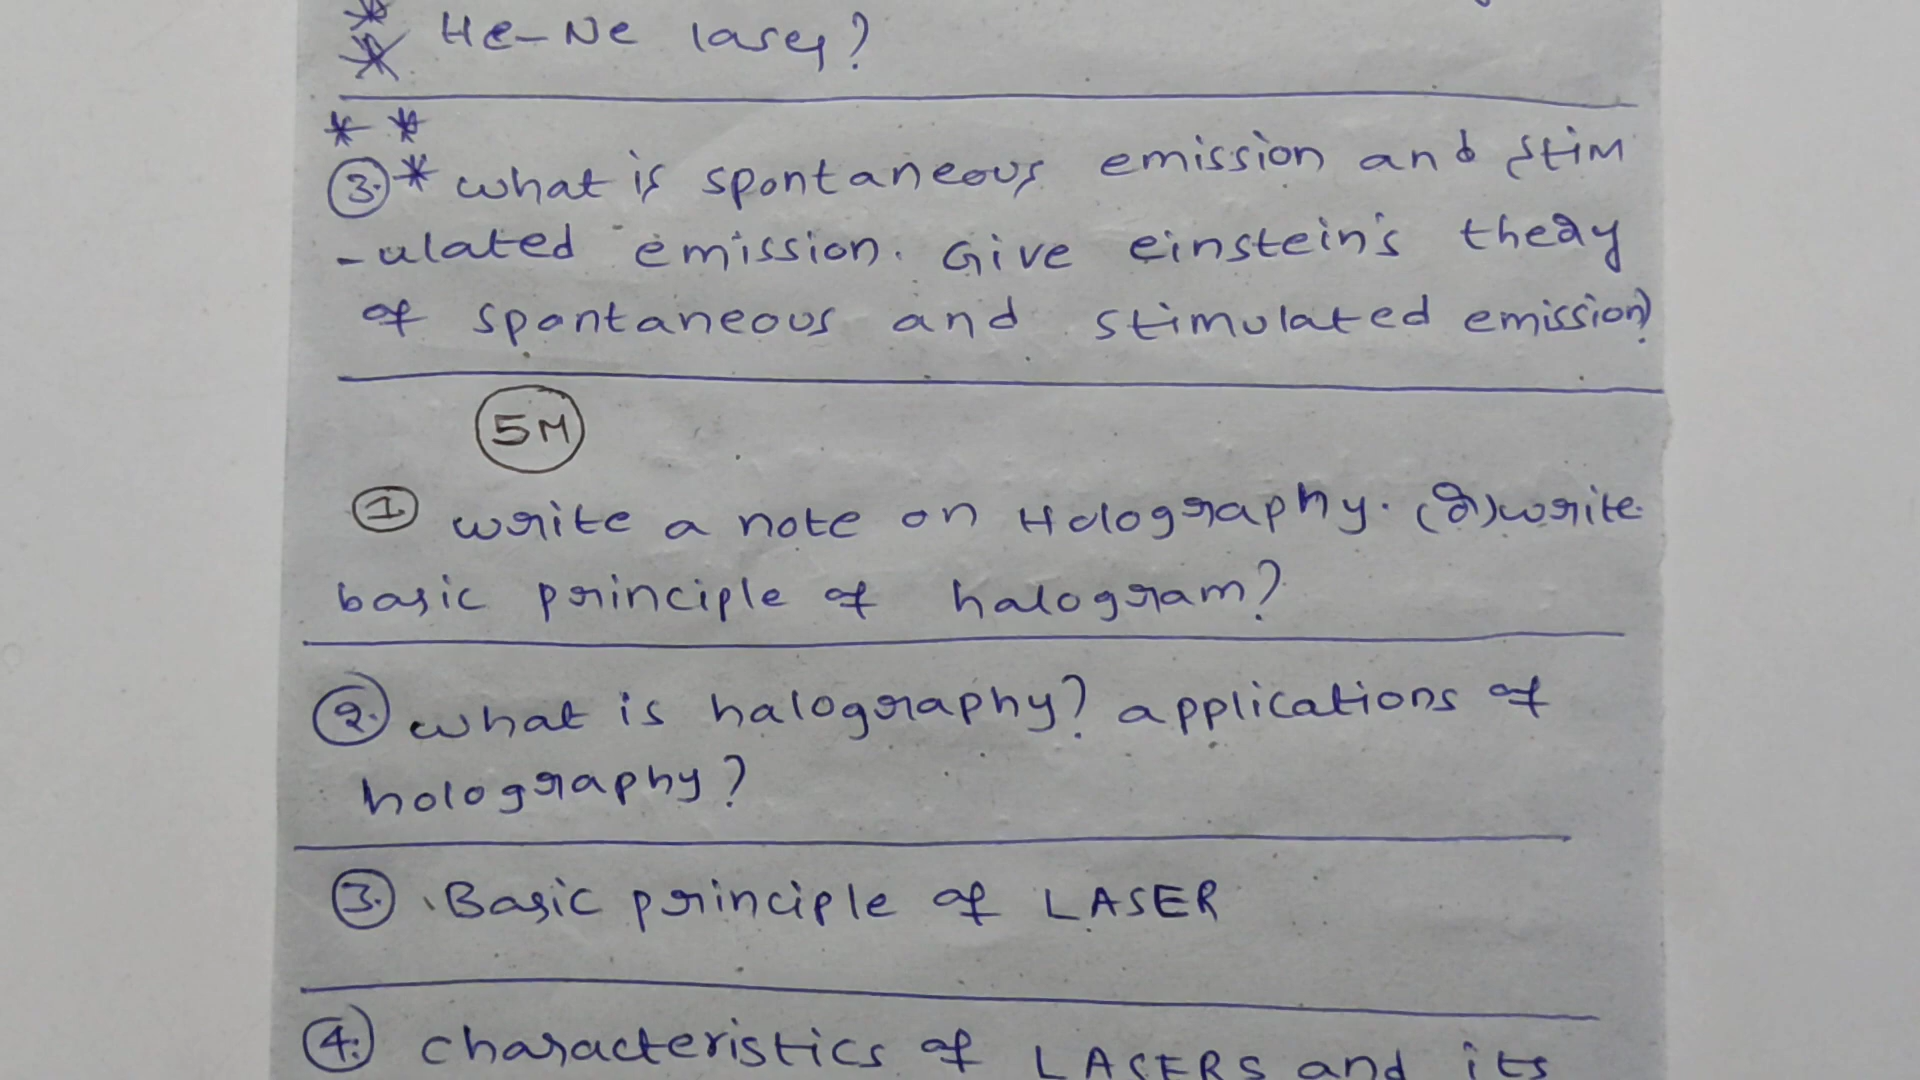 He-Ne laser?
③ what is spontaneous emission and stim
-ulated emission. Give einstein's theory
of spontaneous and stimulated emission?
5M
① write a note on Holography. (or) write
basic principle of halogram?
② what is halography? applications of
holography?
③ Basic principle of LASER
④ characteristics of LASERS and its